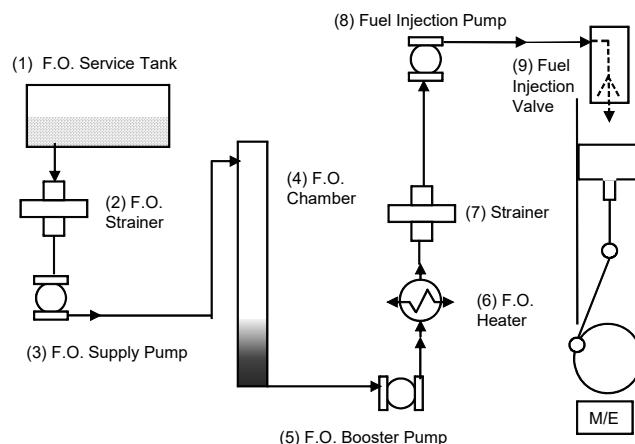 (8) Fuel Injection Pump
(1) F.O. Service Tank
(9) Fuel
Injection
Valve
(2) F.O.
Strainer
(4) F.O.
Chamber
(7) Strainer
(6) F.O.
Heater
(3) F.O. Supply Pump
M/E
(5) F.O. Booster Pump